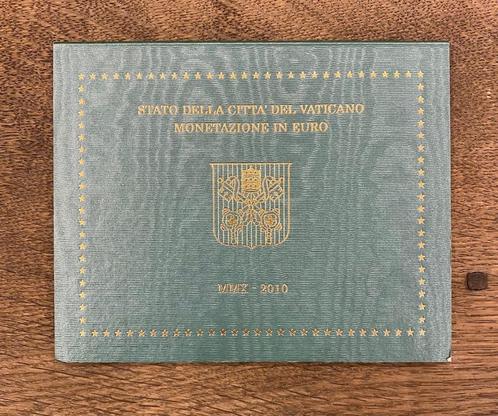 STATO DELLA CITTA' DEL VATICANO
MONETAZIONE IN EURO
MMX - 2010